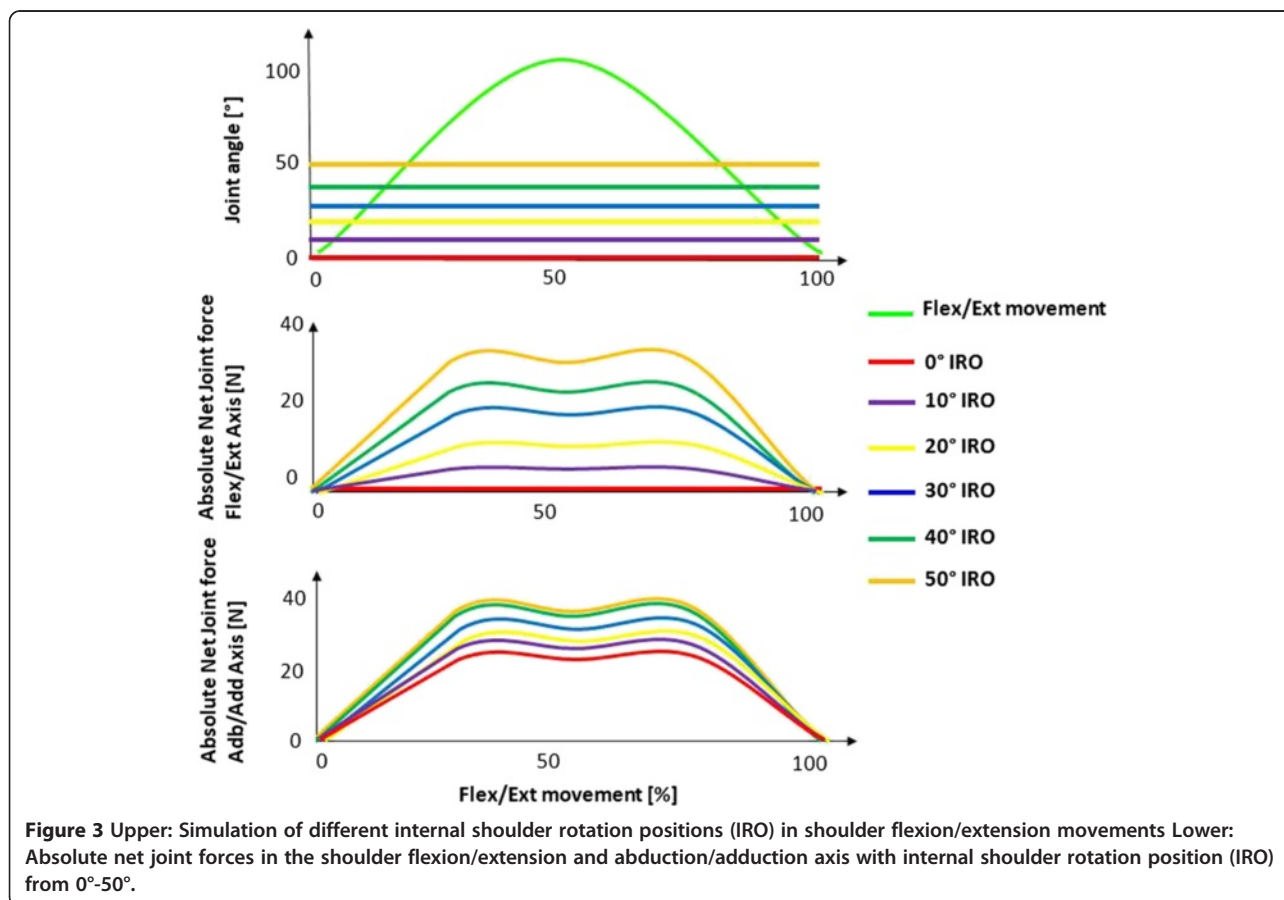 100
50
0
Joint angle [°]
0
50
100
40
20
0
Absolute Net Joint force
Flex/Ext Axis [N]
0
50
100
40
20
0
Absolute Net Joint force
Adb/Add Axis [N]
0
50
100
Flex/Ext movement [%]
Flex/Ext movement
0° IRO
10° IRO
20° IRO
30° IRO
40° IRO
50° IRO
Figure 3 Upper: Simulation of different internal shoulder rotation positions (IRO) in shoulder flexion/extension movements Lower:
Absolute net joint forces in the shoulder flexion/extension and abduction/adduction axis with internal shoulder rotation position (IRO)
from 0°-50°.